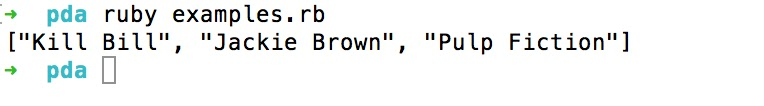 ➜ pda ruby examples.rb
["Kill Bill", "Jackie Brown", "Pulp Fiction"]
➜ pda